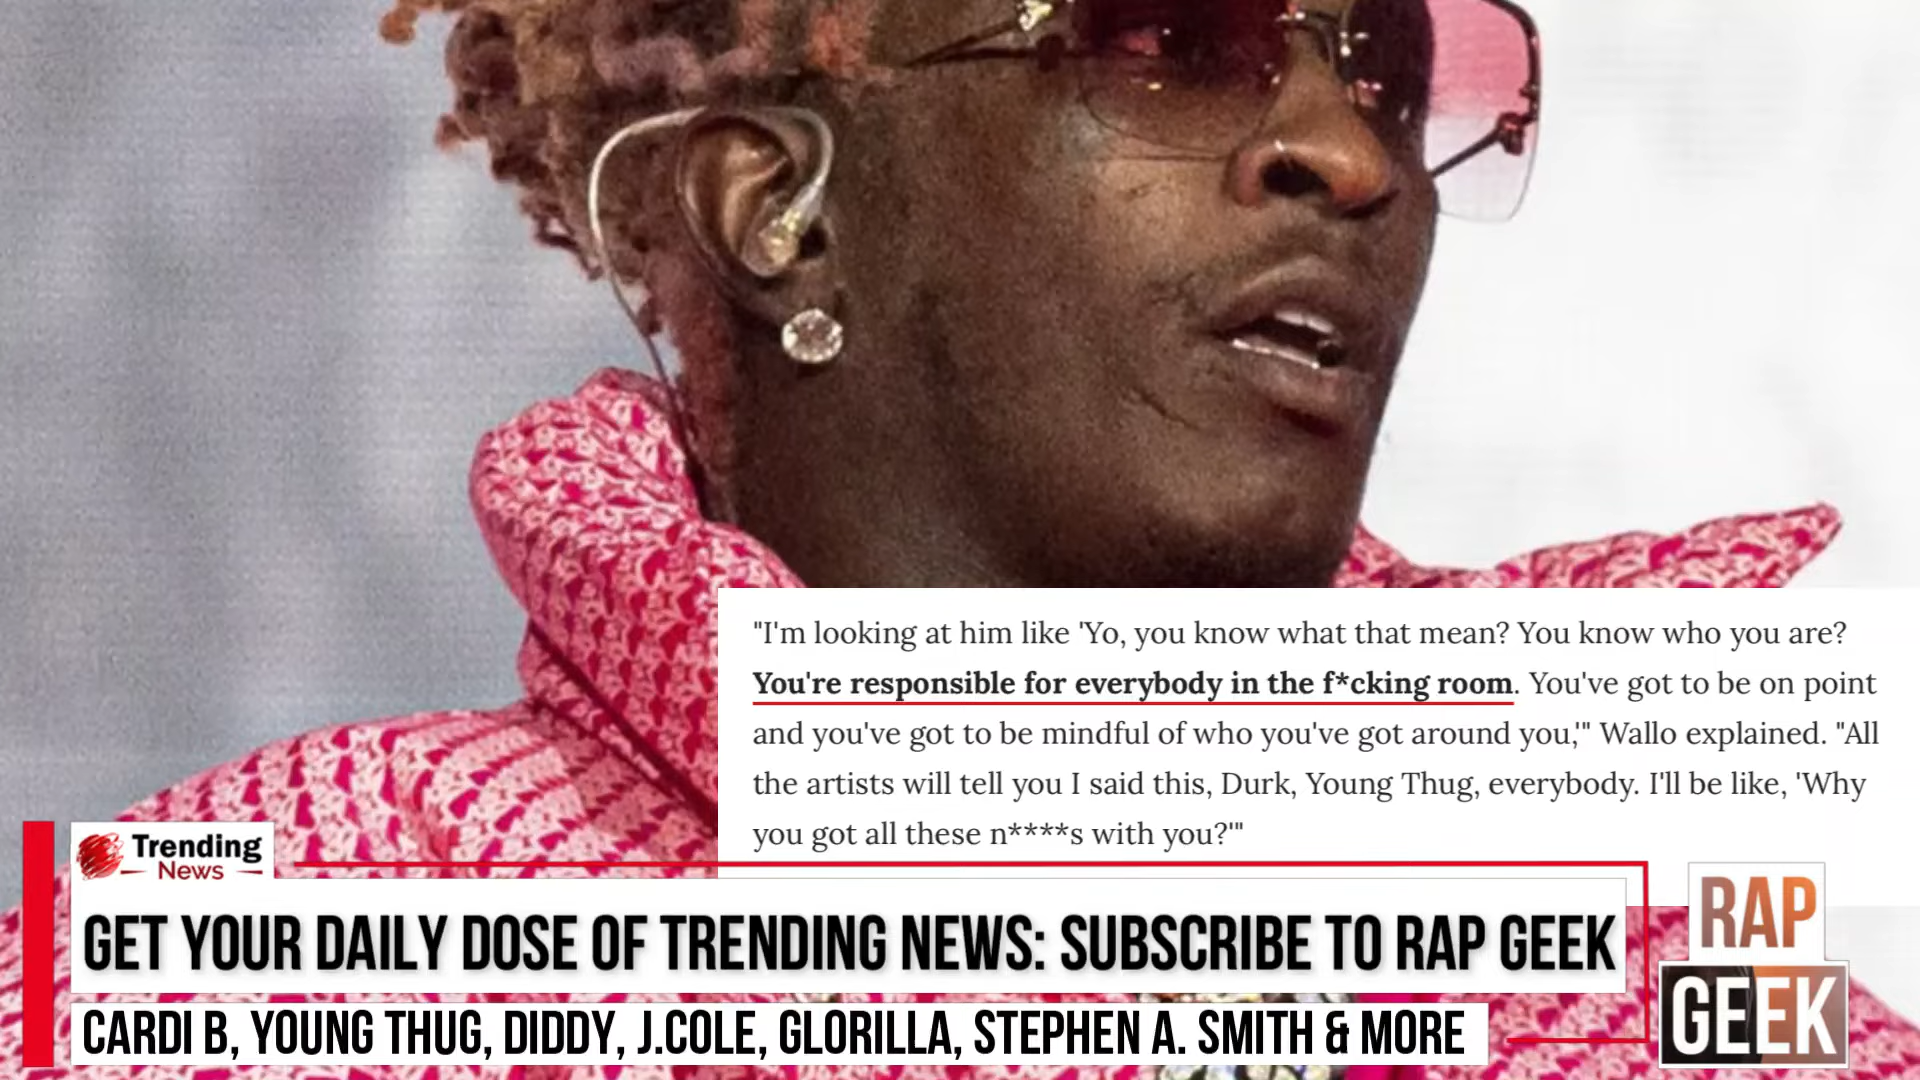 "I'm looking at him like 'Yo, you know what that mean? You know who you are?
You're responsible for everybody in the f*cking room. You've got to be on point
and you've got to be mindful of who you've got around you,'" Wallo explained. "All
the artists will tell you I said this, Durk, Young Thug, everybody. I'll be like, 'Why
you got all these n****s with you?'"
Trending
News
GET YOUR DAILY DOSE OF TRENDING NEWS: SUBSCRIBE TO RAP GEEK
CARDI B, YOUNG THUG, DIDDY, J.COLE, GLORILLA, STEPHEN A. SMITH & MORE
RAP
GEEK